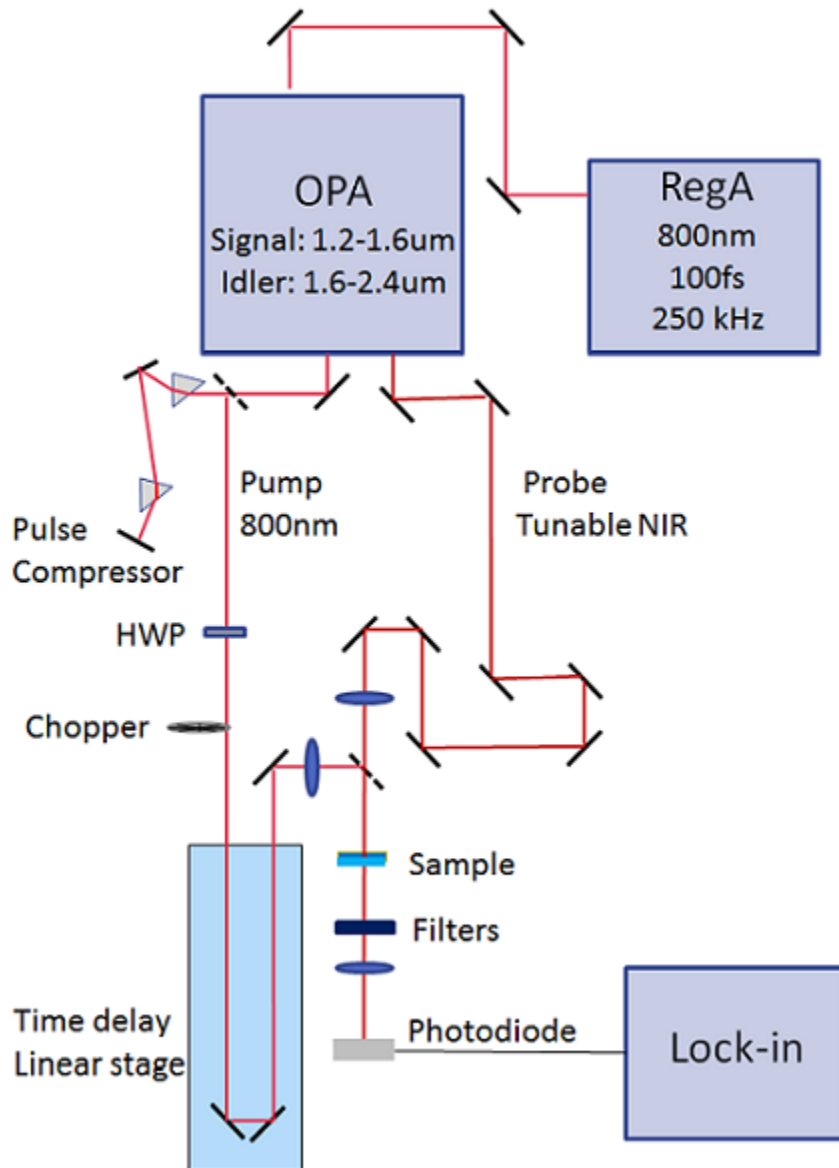 OPA
Signal: 1.2-1.6um
Idler: 1.6-2.4um
RegA
800nm
100fs
250 kHz
Pump
800nm
Probe
Tunable NIR
Pulse
Compressor
HWP
Chopper
Sample
Filters
Time delay
Linear stage
Photodiode
Lock-in